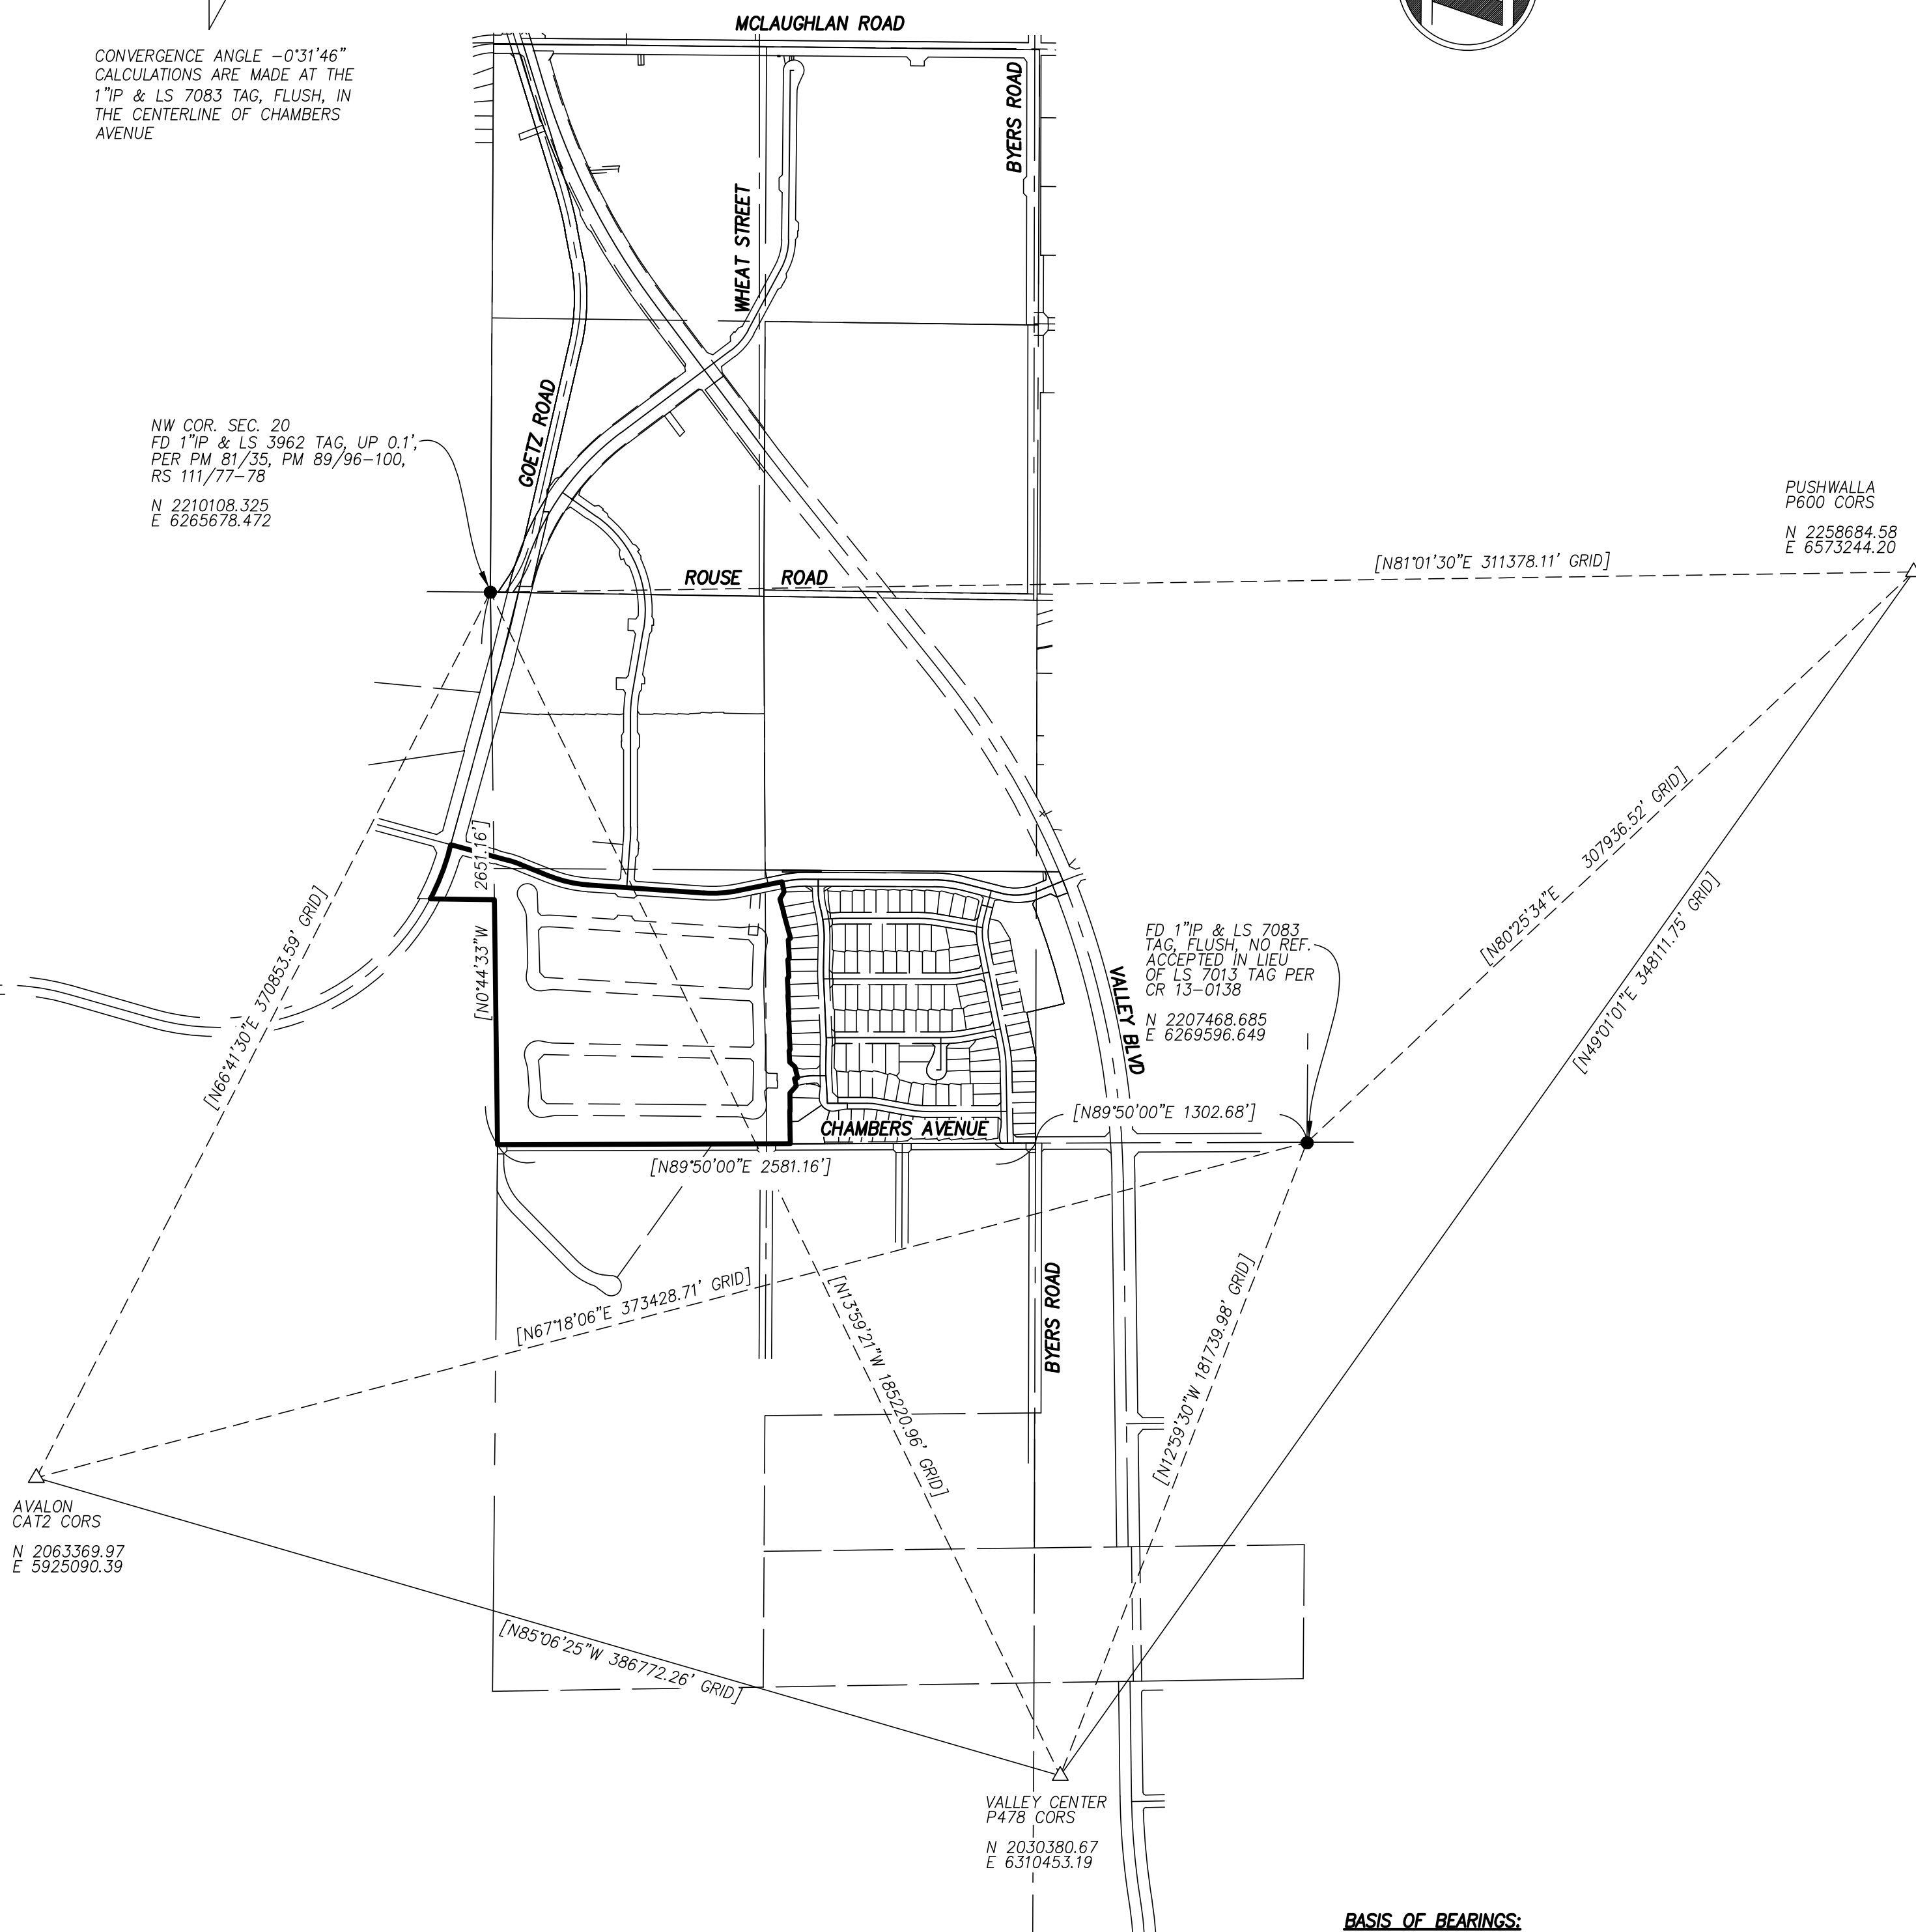 MCLAUGHLAN ROAD
CONVERGENCE ANGLE -0°31'46"
CALCULATIONS ARE MADE AT THE
1"IP & LS 7083 TAG, FLUSH, IN
THE CENTERLINE OF CHAMBERS
AVENUE
BYERS ROAD
WHEAT STREET
GOETZ ROAD
NW COR. SEC. 20
FD 1"IP & LS 3962 TAG, UP 0.1',
PER PM 81/35, PM 89/96-100,
RS 111/77-78
N 2210108.325
E 6265678.472
PUSHWALLA
P600 CORS
N 2258684.58
E 6573244.20
[N81°01'30"E 311378.11' GRID]
ROUSE ROAD
2651.16']
[N0°44'33"W
[N66°41'30"E 370853.59' GRID]
[N80°25'34"E 307936.52' GRID]
[N49°01'01"E 348111.75' GRID]
FD 1"IP & LS 7083
TAG, FLUSH, NO REF.
ACCEPTED IN LIEU
OF LS 7013 TAG PER
CR 13-0138
N 2207468.685
E 6269596.649
VALLEY BLVD
[N89°50'00"E 1302.68']
CHAMBERS AVENUE
[N89°50'00"E 2581.16']
[N67°18'06"E 373428.71' GRID]
[N13°59'21"W 185220.96' GRID]
[N12°59'30"W 181739.98' GRID]
BYERS ROAD
AVALON
CAT2 CORS
N 2063369.97
E 5925090.39
[N85°06'25"W 386772.26' GRID]
VALLEY CENTER
P478 CORS
N 2030380.67
E 6310453.19
BASIS OF BEARINGS: